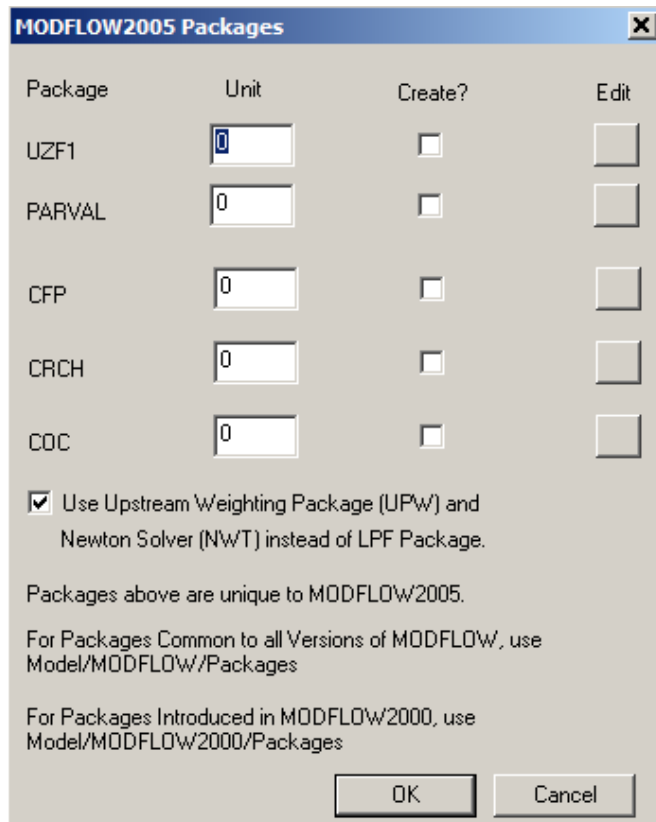 MODFLOW2005 Packages
Package Unit Create? Edit
UZF1 0
PARVAL 0
CFP 0
CRCH 0
COC 0
Use Upstream Weighting Package (UPW) and
Newton Solver (NWT) instead of LPF Package.
Packages above are unique to MODFLOW2005.
For Packages Common to all Versions of MODFLOW, use
Model/MODFLOW/Packages
For Packages Introduced in MODFLOW2000, use
Model/MODFLOW2000/Packages
OK Cancel